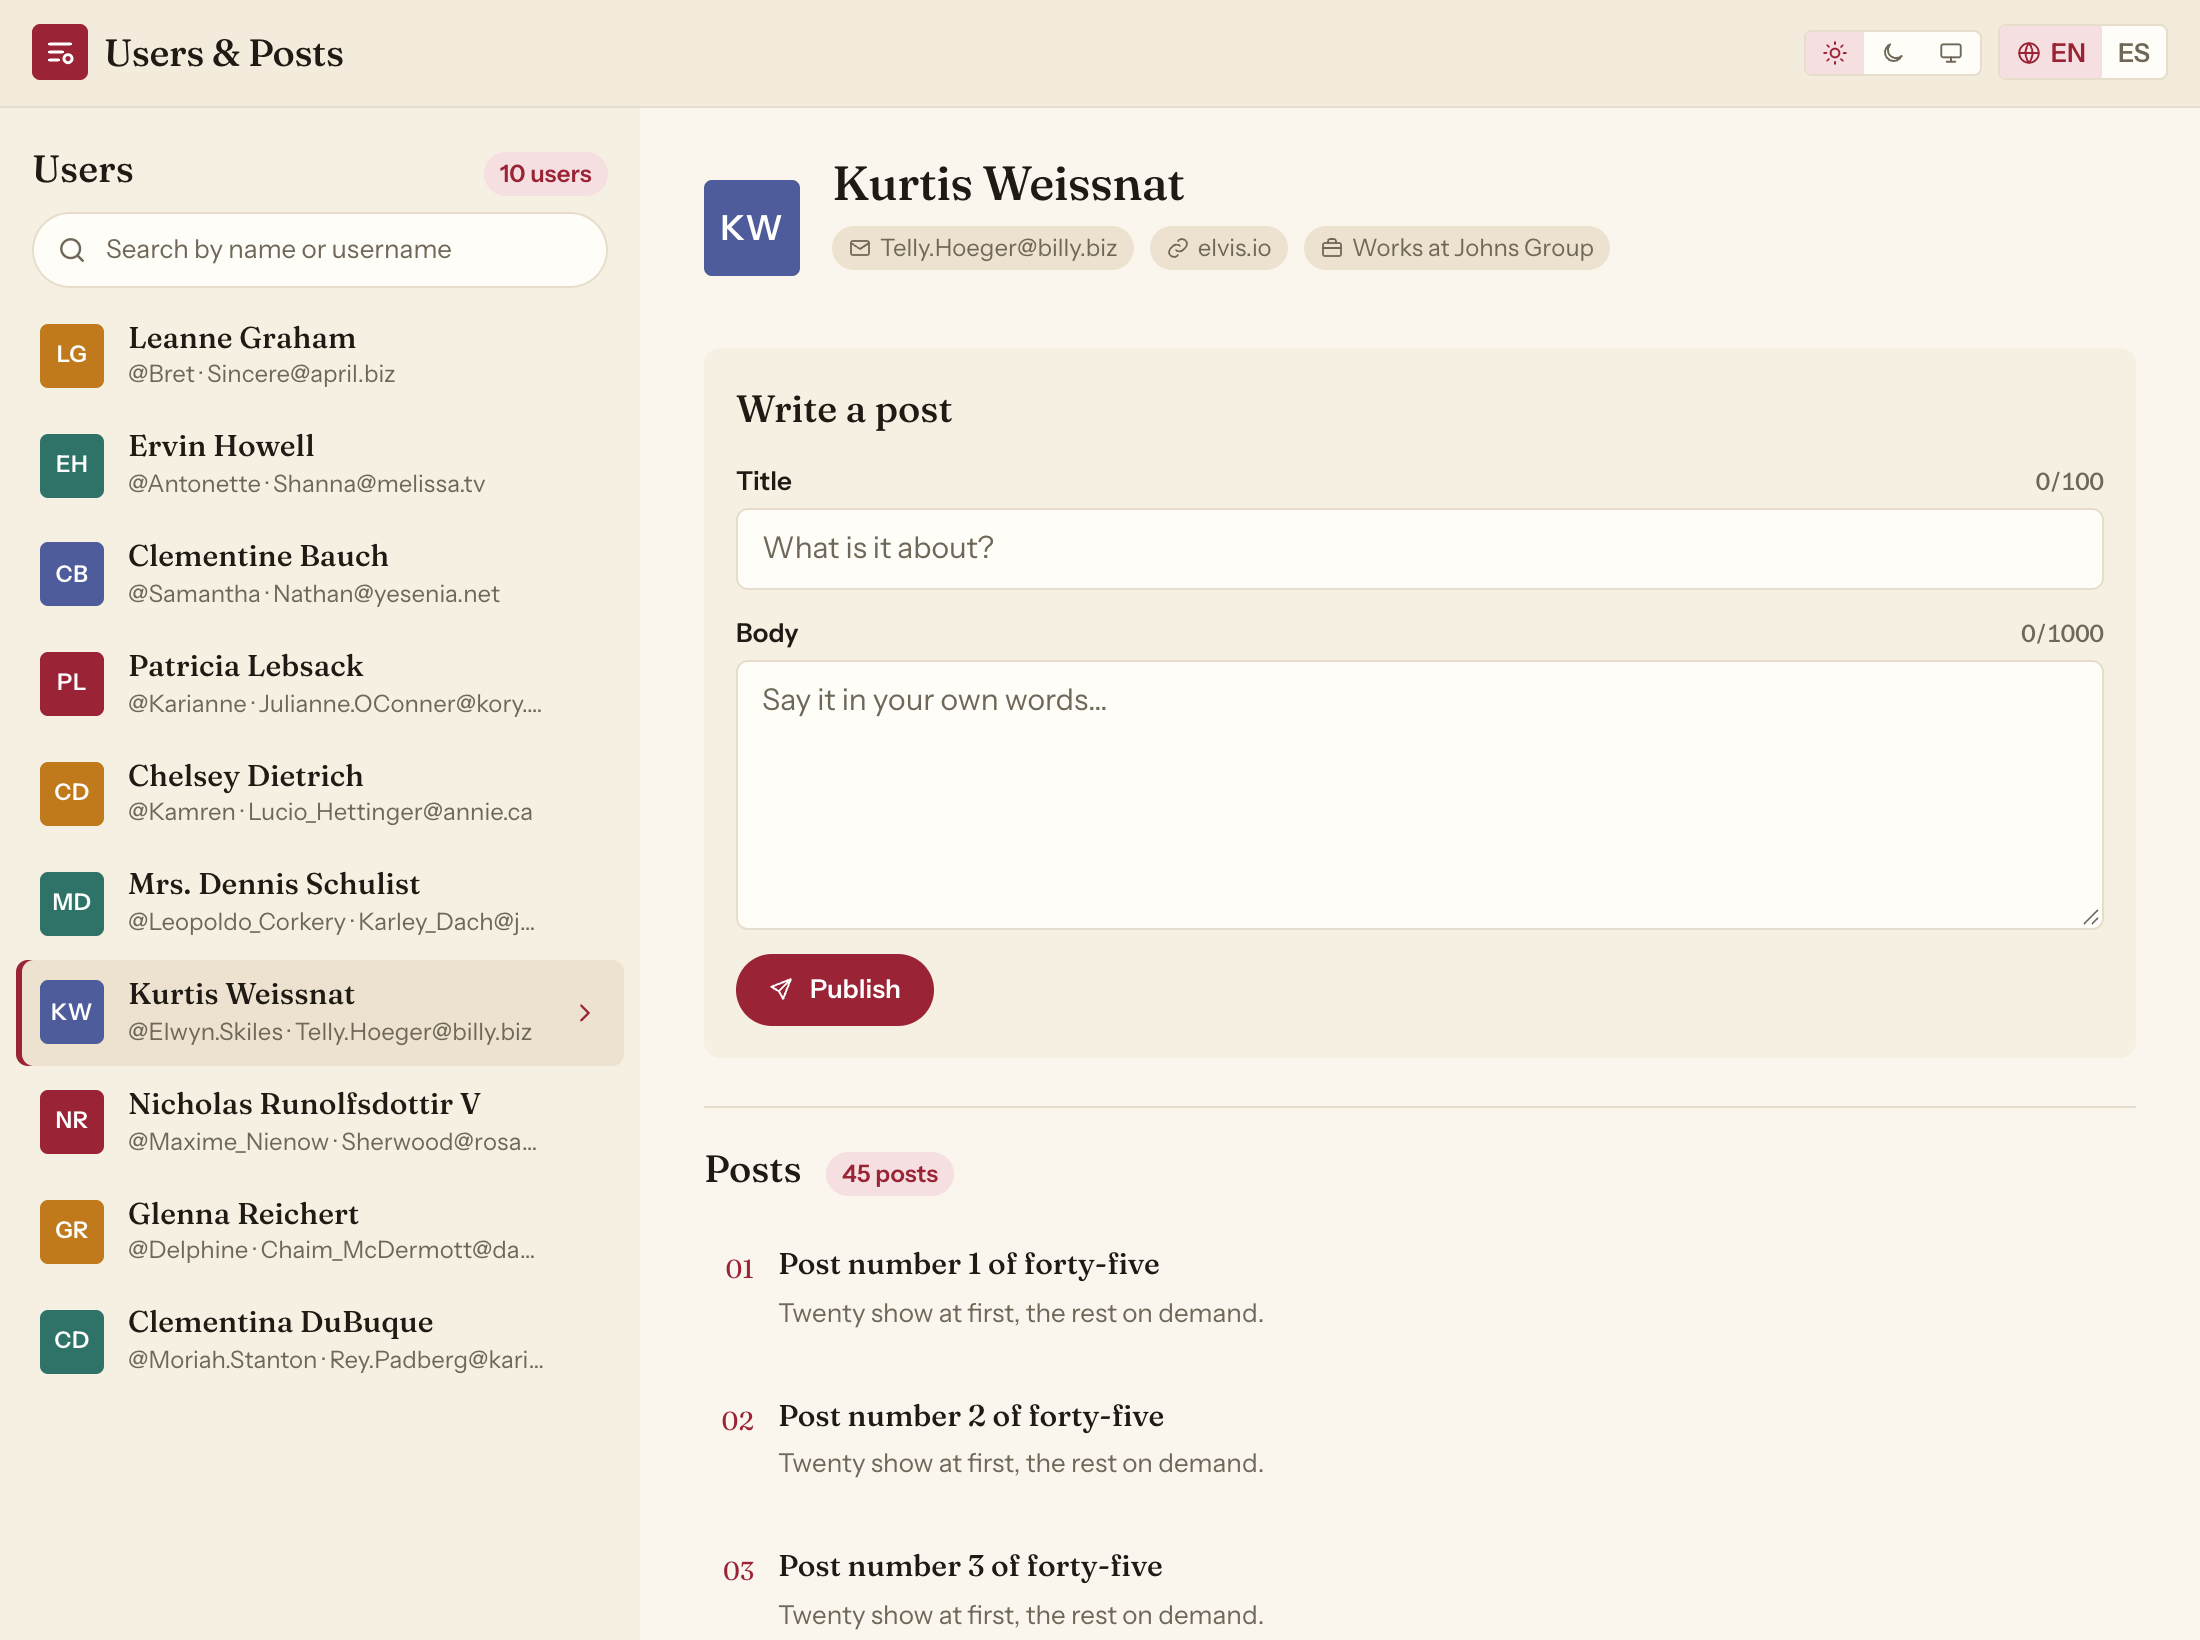 Users & Posts
EN ES
Users
10 users
Search by name or username
LG
Leanne Graham
@Bret · Sincere@april.biz
EH
Ervin Howell
@Antonette · Shanna@melissa.tv
CB
Clementine Bauch
@Samantha · Nathan@yesenia.net
PL
Patricia Lebsack
@Karianne · Julianne.OConner@kory....
CD
Chelsey Dietrich
@Kamren · Lucio_Hettinger@annie.ca
MD
Mrs. Dennis Schulist
@Leopoldo_Corkery · Karley_Dach@j...
KW
Kurtis Weissnat
@Elwyn.Skiles · Telly.Hoeger@billy.biz
NR
Nicholas Runolfsdottir V
@Maxime_Nienow · Sherwood@rosa...
GR
Glenna Reichert
@Delphine · Chaim_McDermott@da...
CD
Clementina DuBuque
@Moriah.Stanton · Rey.Padberg@kari...
KW
Kurtis Weissnat
Telly.Hoeger@billy.biz elvis.io Works at Johns Group
Write a post
Title 0/100
What is it about?
Body 0/1000
Say it in your own words...
Publish
Posts 45 posts
01 Post number 1 of forty-five
Twenty show at first, the rest on demand.
02 Post number 2 of forty-five
Twenty show at first, the rest on demand.
03 Post number 3 of forty-five
Twenty show at first, the rest on demand.